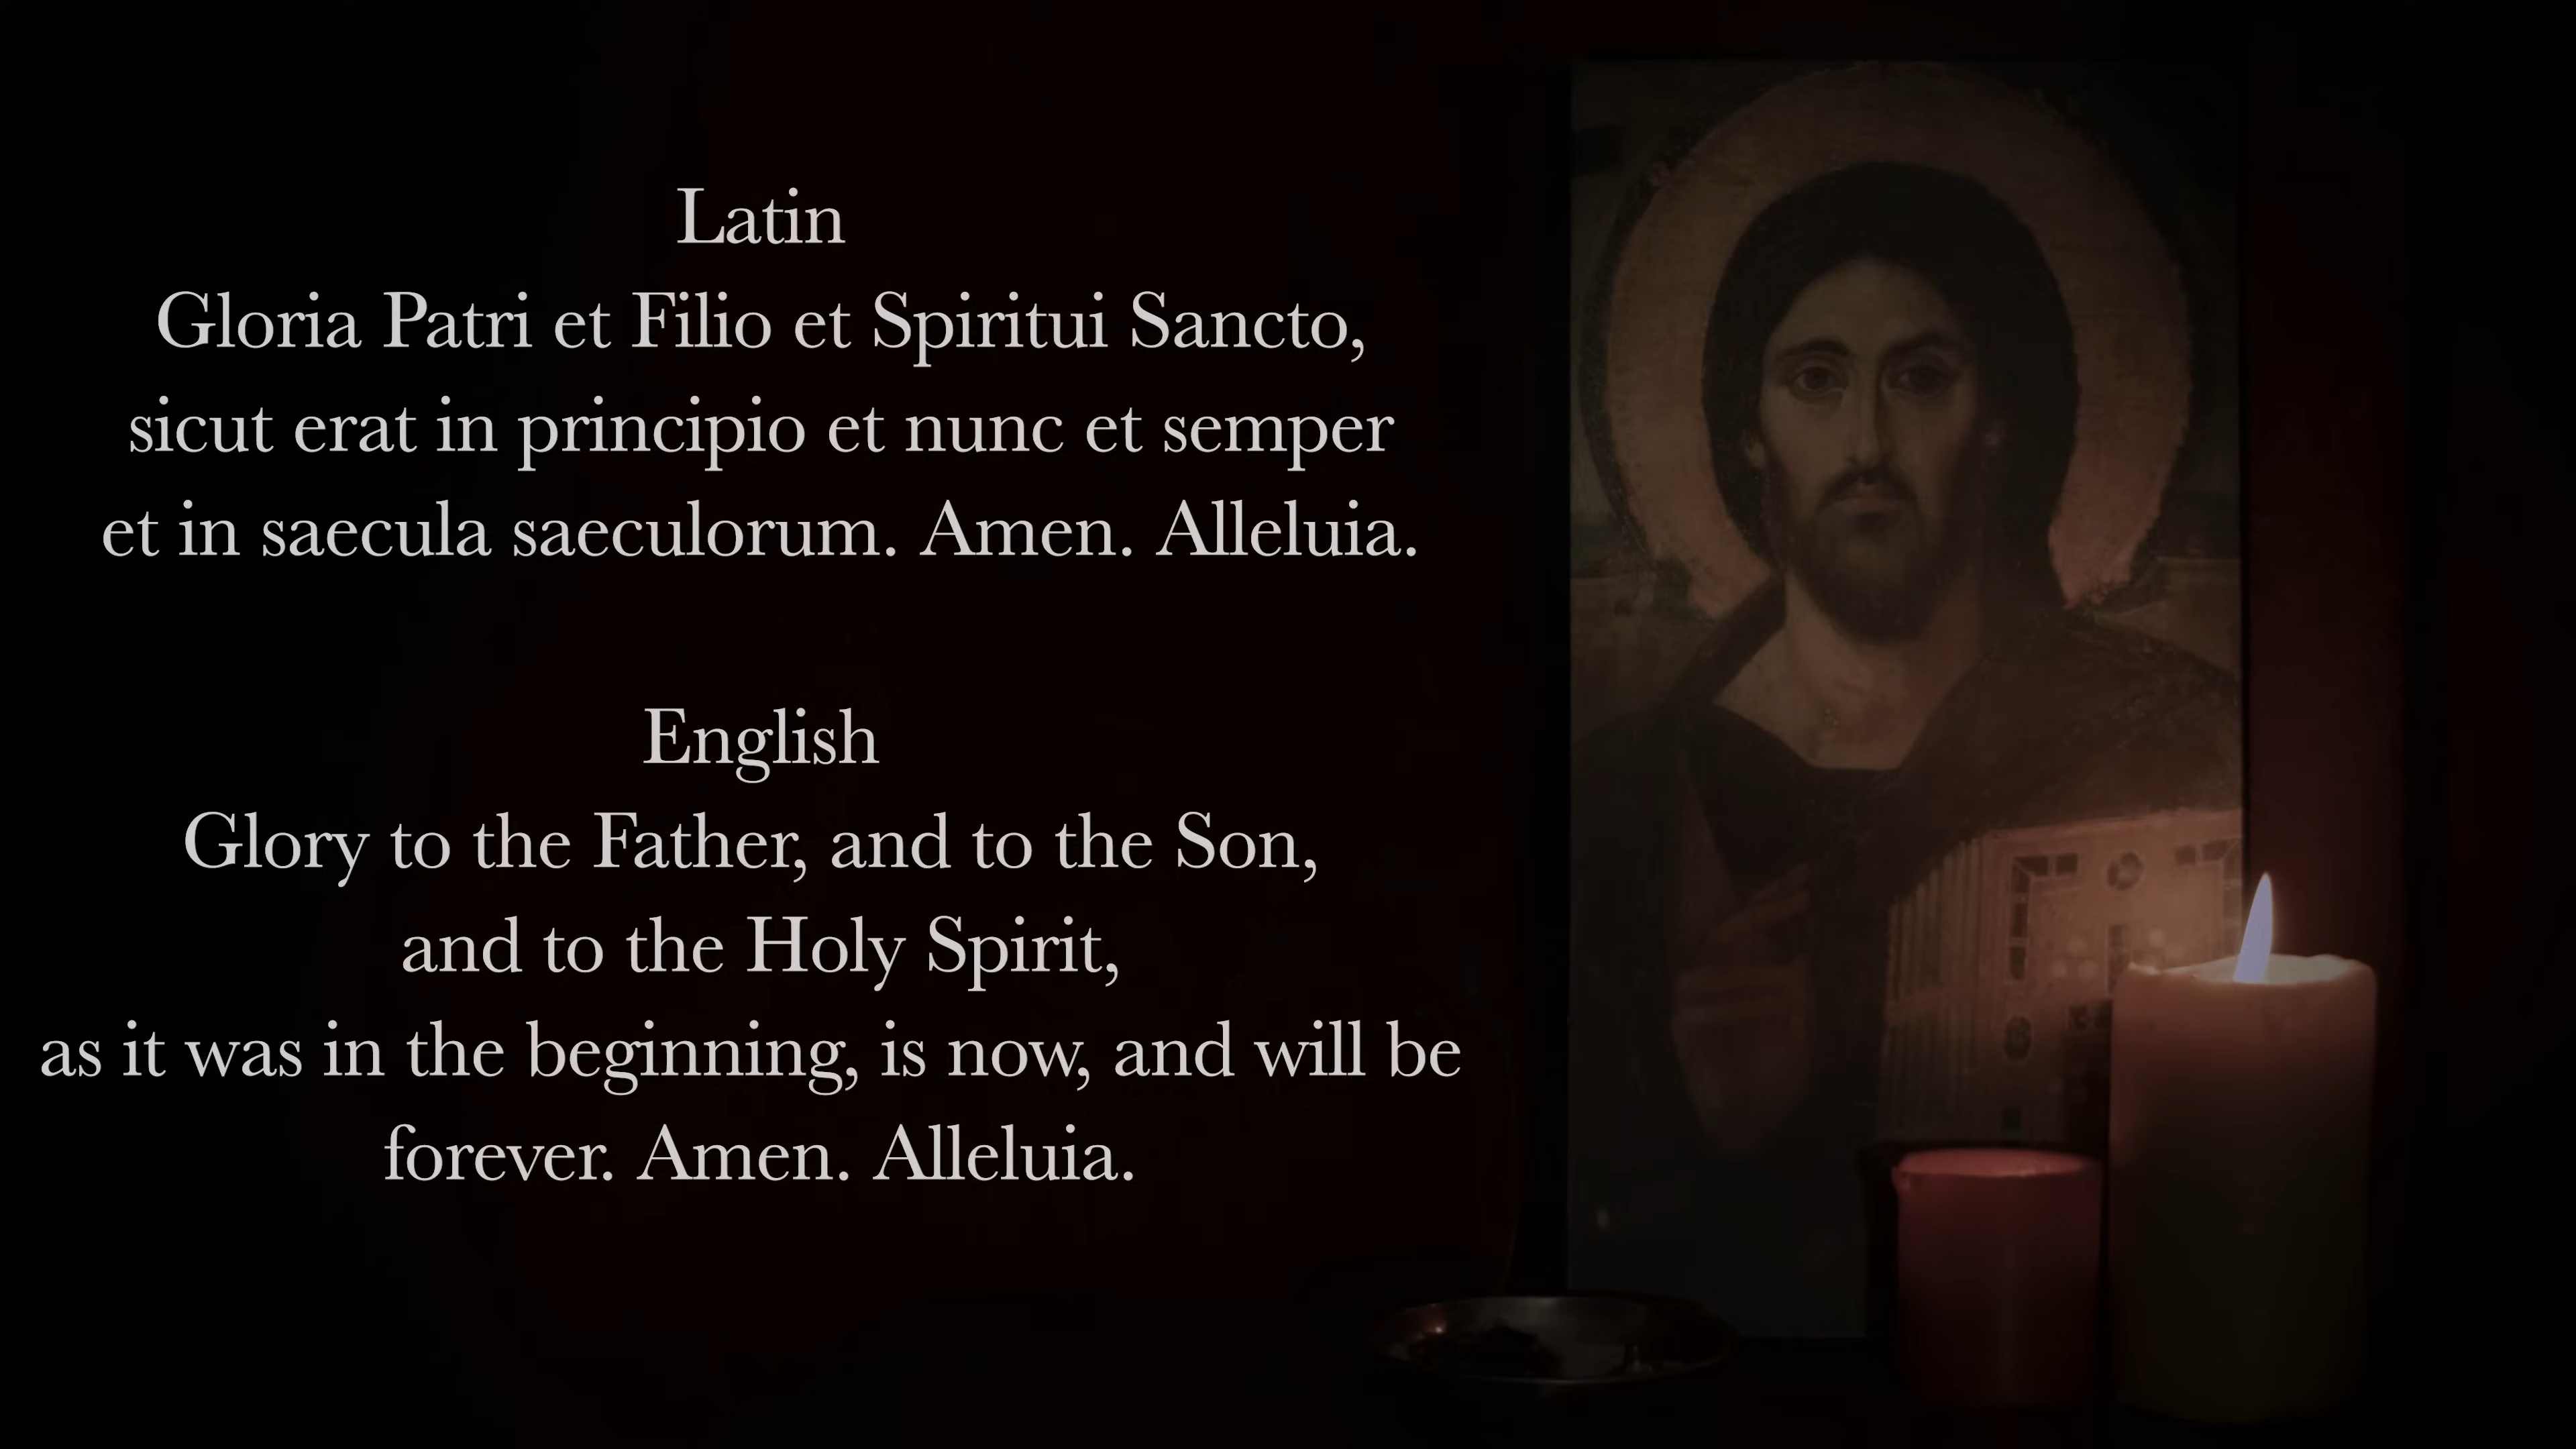 Latin
Gloria Patri et Filio et Spiritui Sancto,
sicut erat in principio et nunc et semper
et in saecula saeculorum. Amen. Alleluia.
English
Glory to the Father, and to the Son,
and to the Holy Spirit,
as it was in the beginning, is now, and will be
forever. Amen. Alleluia.